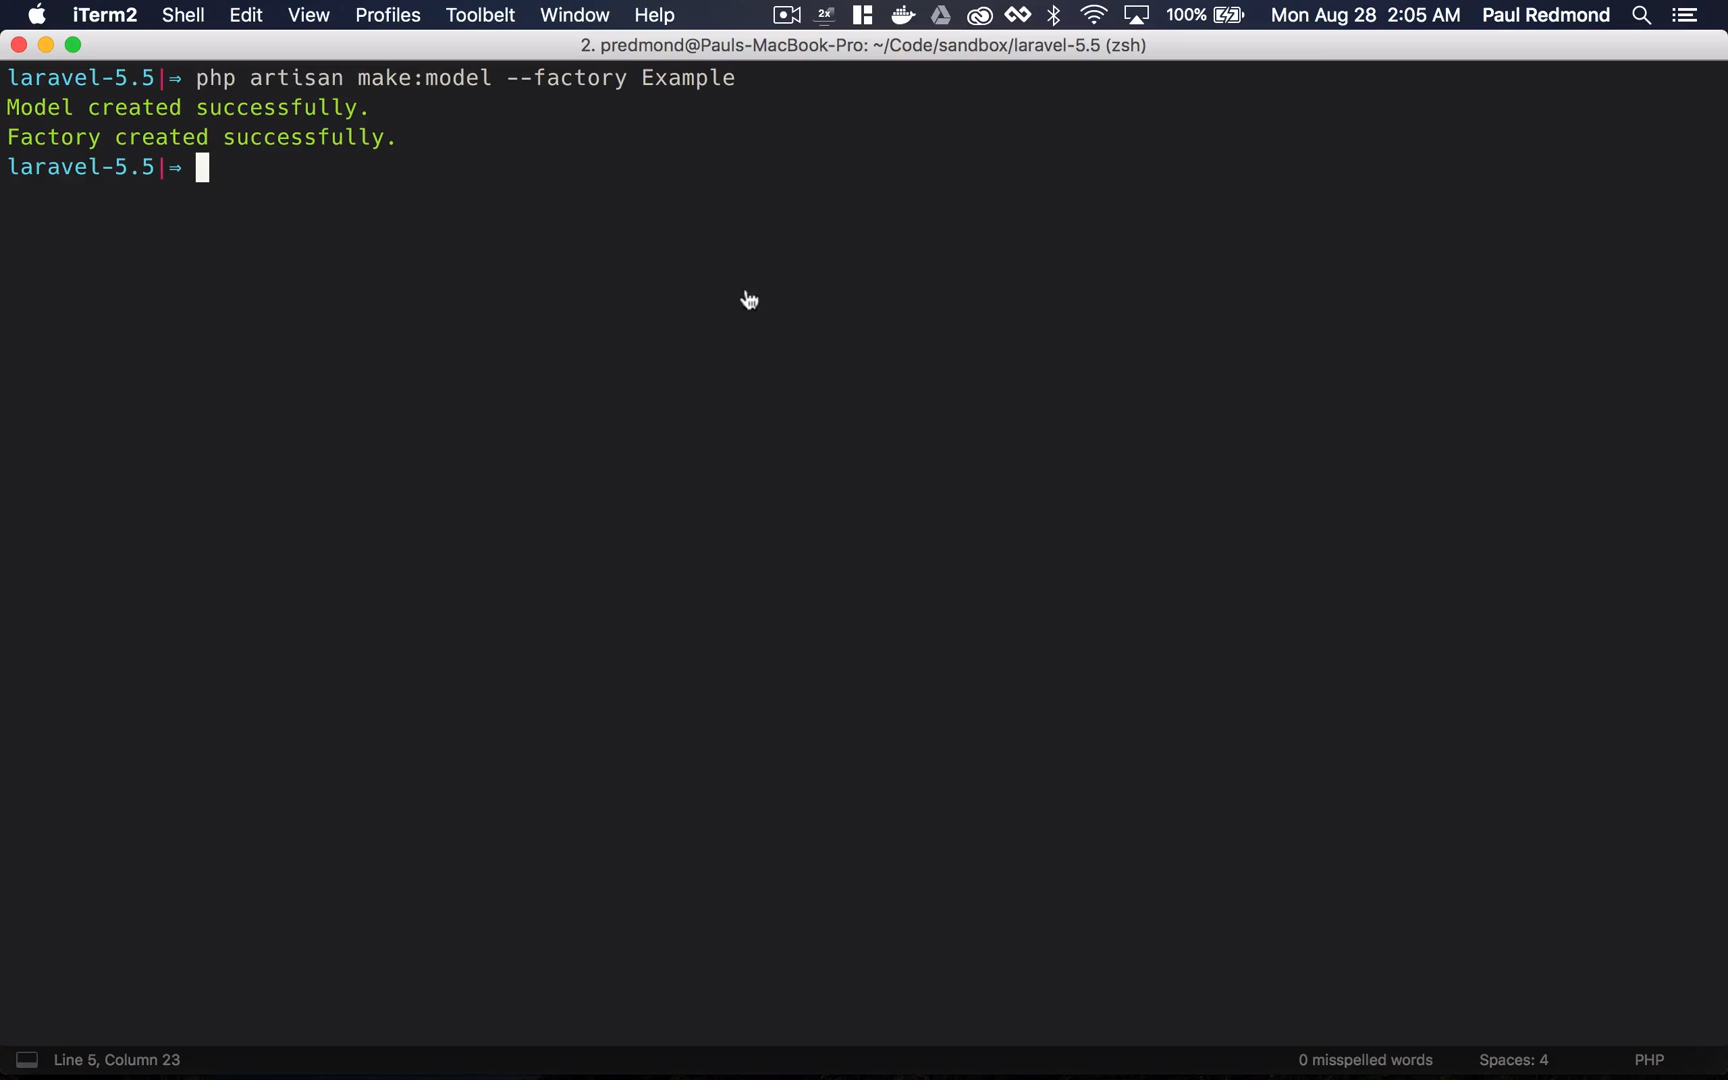 iTerm2 Shell Edit View Profiles Toolbelt Window Help 2x 100% Mon Aug 28 2:05 AM Paul Redmond
2. predmond@Pauls-MacBook-Pro: ~/Code/sandbox/laravel-5.5 (zsh)
laravel-5.5|⇒ php artisan make:model --factory Example
Model created successfully.
Factory created successfully.
laravel-5.5|⇒
Line 5, Column 23 0 misspelled words Spaces: 4 PHP